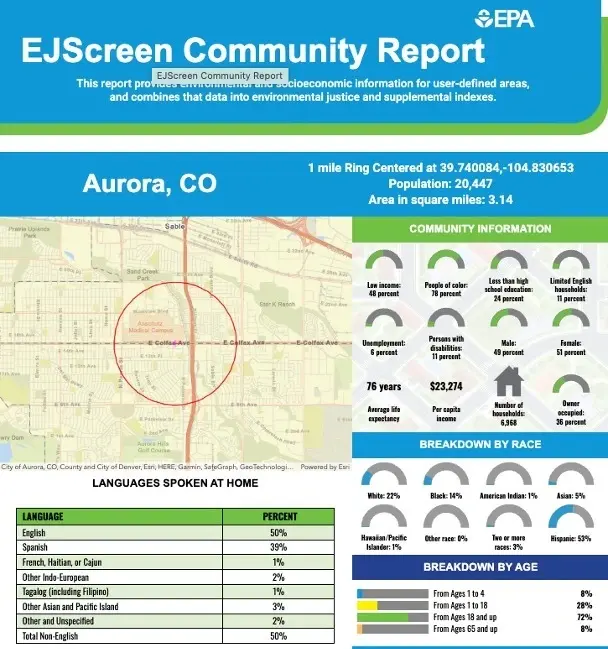 EPA
EJScreen Community Report
EJScreen Community Report
This report provides environmental and socioeconomic information for user-defined areas,
and combines that data into environmental justice and supplemental indexes.
Aurora, CO
1 mile Ring Centered at 39.740084,-104.830653
Population: 20,447
Area in square miles: 3.14
Sable
Sand Creek
Park
Anschutz
Medical Campus
E Colfax Ave
E Colfax Ave
E Colfax Ave
Aurora Hills
Golf Course
City of Aurora, CO, County and City of Denver, Esri, HERE, Garmin, SafeGraph, GeoTechnologi...
Powered by Esri
COMMUNITY INFORMATION
Low income:
48 percent
People of color:
78 percent
Less than high
school education:
24 percent
Limited English
households:
11 percent
Unemployment:
6 percent
Persons with
disabilities:
11 percent
Male:
49 percent
Female:
51 percent
76 years
Average life
expectancy
$23,274
Per capita
income
Number of
households:
6,968
Owner
occupied:
36 percent
BREAKDOWN BY RACE
White: 22%
Black: 14%
American Indian: 1%
Asian: 5%
Hawaiian/Pacific
Islander: 1%
Other race: 0%
Two or more
races: 3%
Hispanic: 53%
BREAKDOWN BY AGE
From Ages 1 to 4 8%
From Ages 1 to 18 28%
From Ages 18 and up 72%
From Ages 65 and up 8%
LANGUAGES SPOKEN AT HOME
LANGUAGE PERCENT
English 50%
Spanish 39%
French, Haitian, or Cajun 1%
Other Indo-European 2%
Tagalog (including Filipino) 1%
Other Asian and Pacific Island 3%
Other and Unspecified 2%
Total Non-English 50%